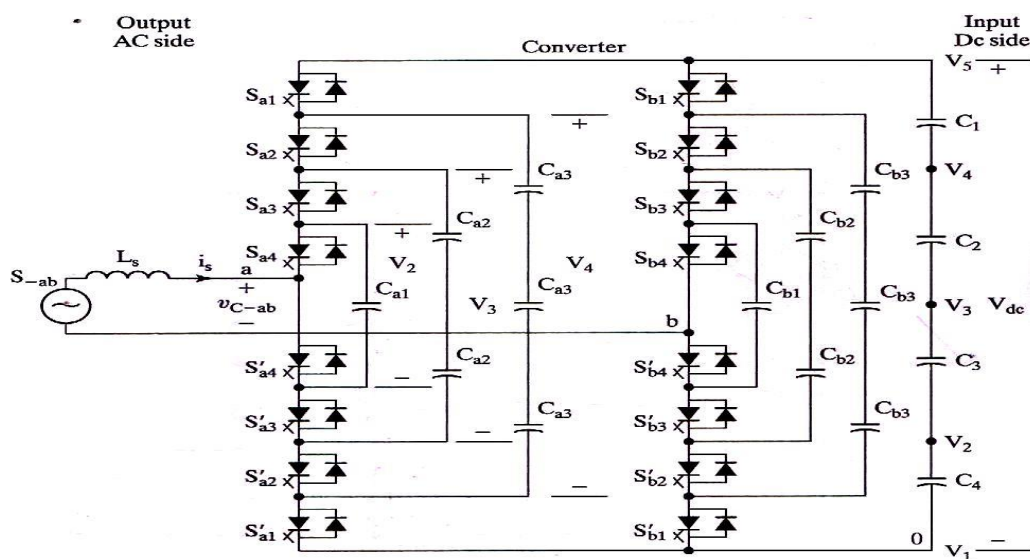 Output
AC side
Converter
Input
Dc side
V5
+
Sa1
Sb1
C1
+
Sa2
Sb2
Ca3
Cb3
V4
+
Sa3
Sb3
Ca2
Cb2
+
Sa4
Sb4
C2
V2
V4
S–ab
Ls
is
a
+
Ca1
Ca3
Cb1
Cb3
V3
Vdc
vC–ab
V3
–
b
S'a4
S'b4
Ca2
Cb2
C3
–
Ca3
Cb3
S'a3
S'b3
–
V2
S'a2
S'b2
C4
–
S'a1
S'b1
0
–
V1